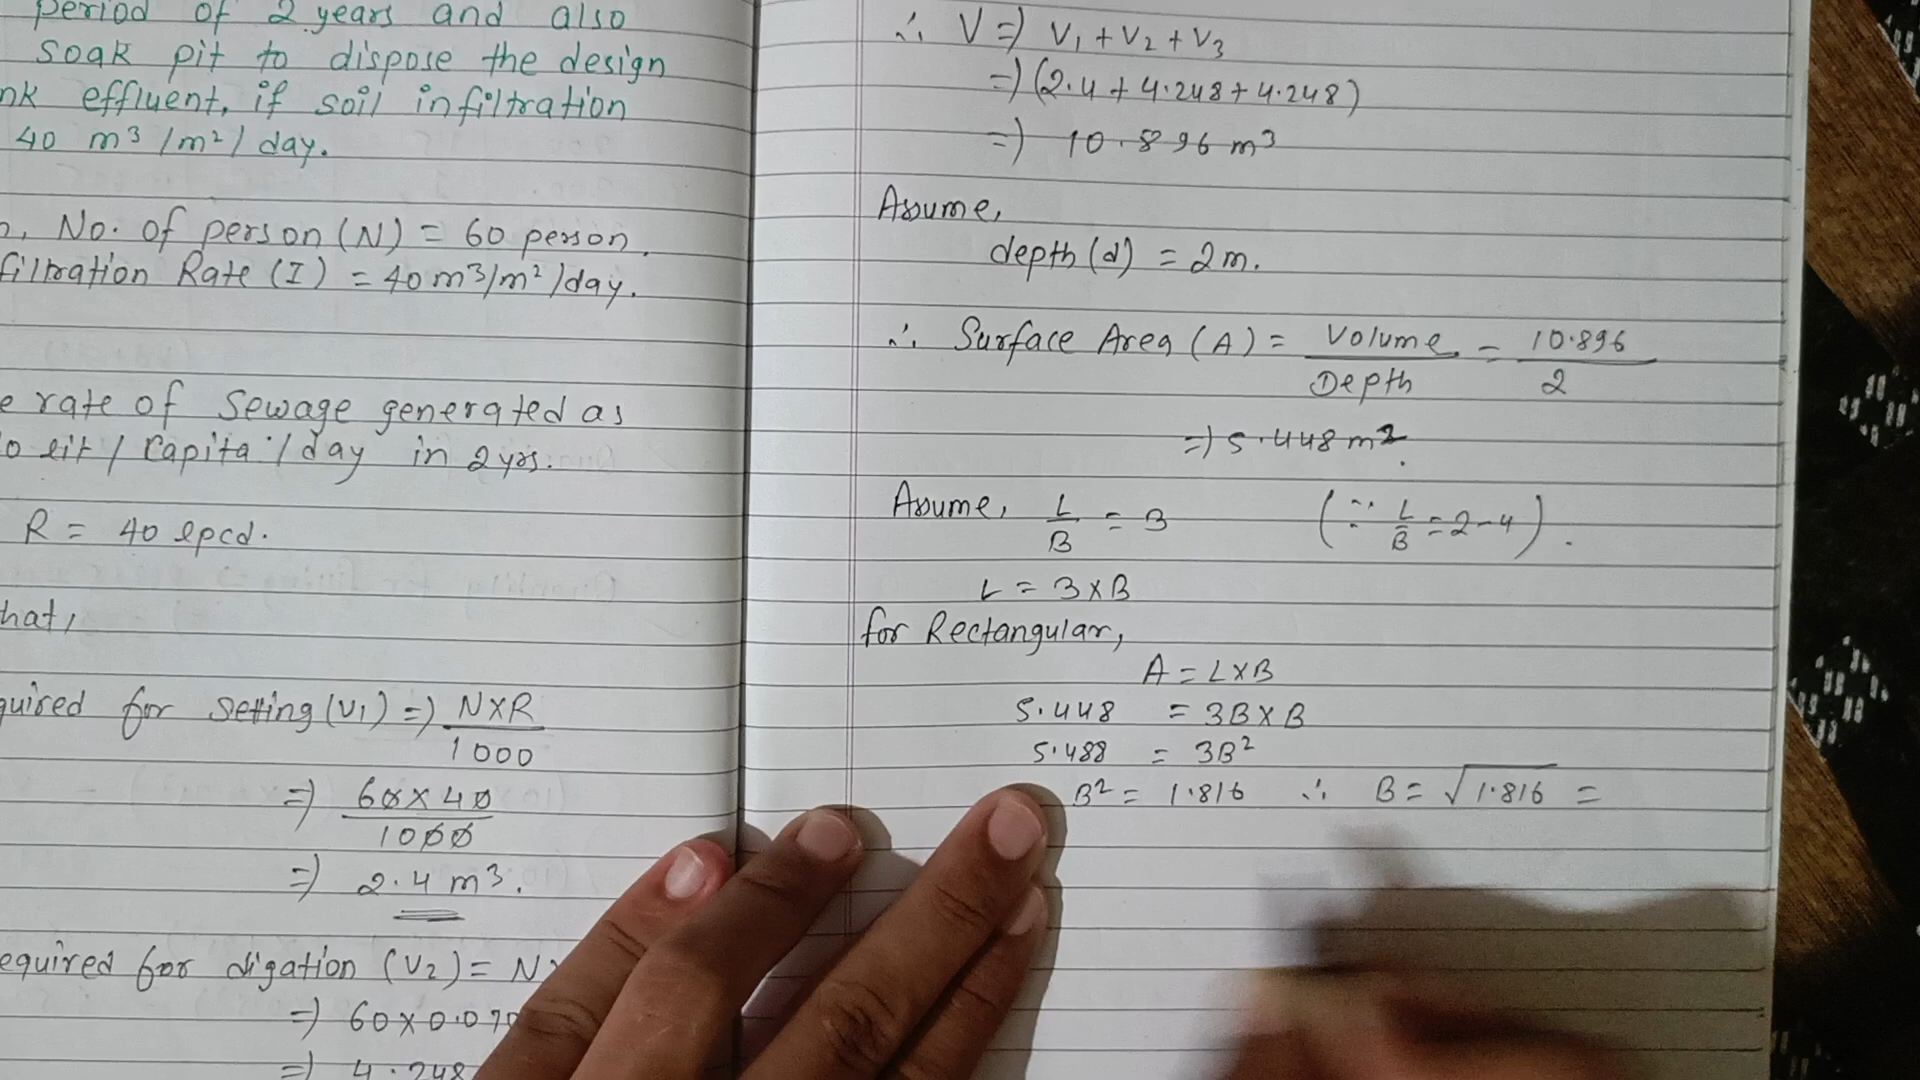 period of 2 years and also
soak pit to dispose the design
nk effluent, if soil infiltration
40 m3/m2/day.
No. of person (N) = 60 person.
filtration Rate (I) = 40 m3/m2/day.
e rate of sewage generated as
o lit/capita/day in 2 yrs.
R = 40 lpcd.
hat,
quired for setting (V1) => N×R
1000
=> 60×40
1000
=> 2.4 m3.
equired for digation (V2) = N
=> 60×0.070
=> 4.248
∴ V => V1 + V2 + V3
=> (2.4 + 4.248 + 4.248)
=> 10.896 m3
Assume,
depth (d) = 2m.
∴ Surface Area (A) = Volume = 10.896
Depth 2
=> 5.448 m2.
Assume, L/B = 3 (∵ L/B = 2-4).
L = 3×B
for Rectangular,
A = L×B
5.448 = 3B×B
5.488 = 3B2
B2 = 1.816 ∴ B = √1.816 =